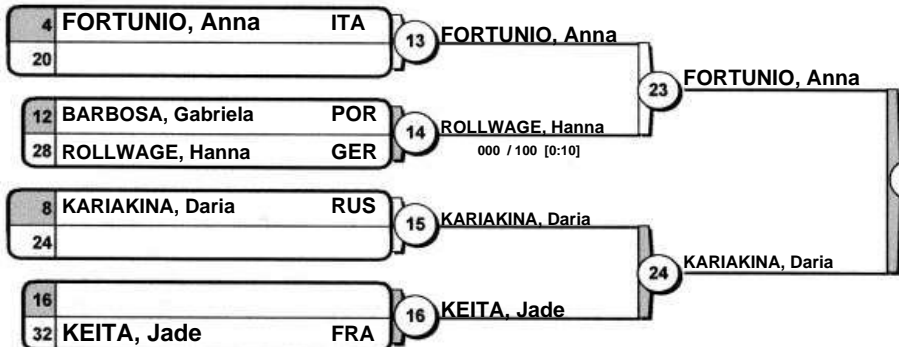 4 FORTUNIO, Anna ITA
20
13 FORTUNIO, Anna
23 FORTUNIO, Anna
12 BARBOSA, Gabriela POR
28 ROLLWAGE, Hanna GER
14 ROLLWAGE, Hanna
000 / 100 [0:10]
8 KARIAKINA, Daria RUS
24
15 KARIAKINA, Daria
24 KARIAKINA, Daria
16
32 KEITA, Jade FRA
16 KEITA, Jade